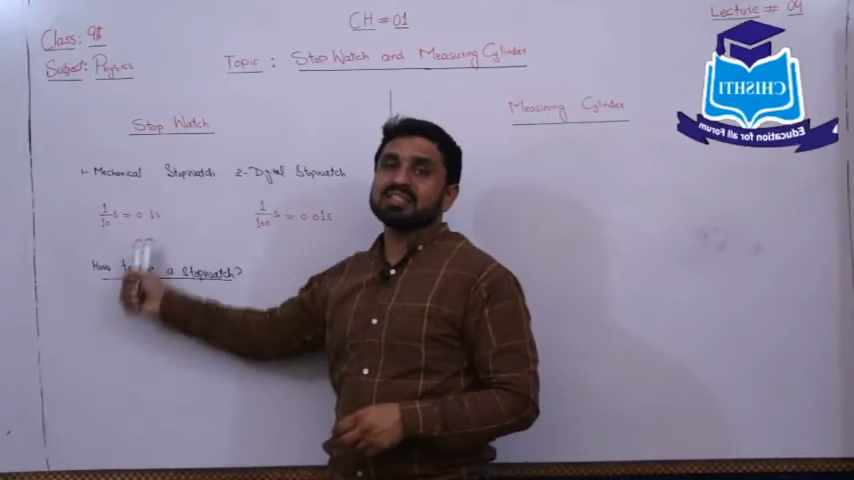 CH = 01
Lecture # 09
Class: 9th
Subject: Physics
Topic : Stop Watch and Measuring Cylinder
CHISHTI
Education Forum for all
Stop Watch
Measuring Cylinder
1- Mechanical Stopwatch 2- Digital Stopwatch
1/10 s = 0.1s 1/100 s = 0.01s
How to a Stopwatch?